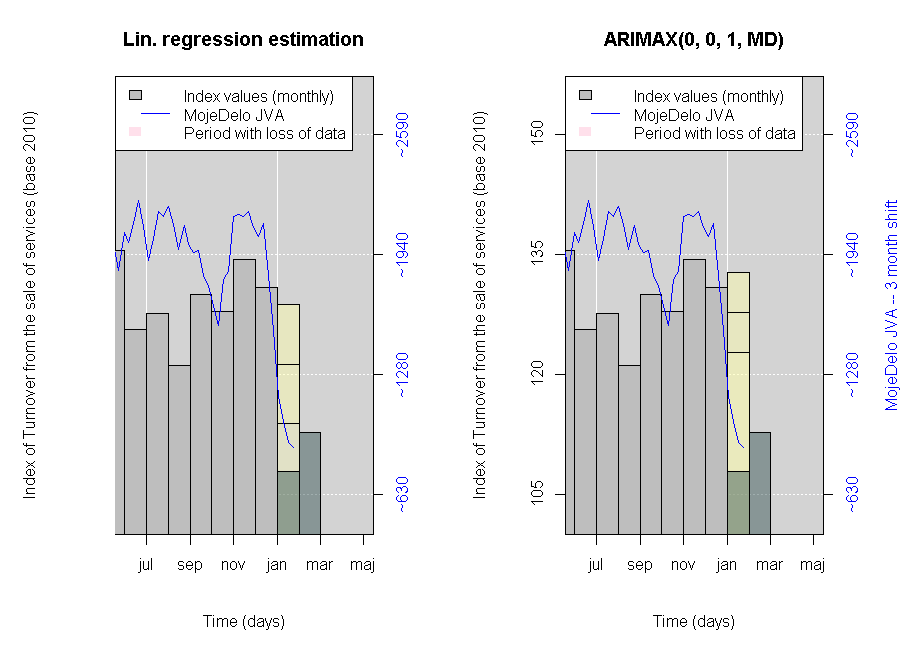 Lin. regression estimation
Index of Turnover from the sale of services (base 2010)
Index values (monthly)
MojeDelo JVA
Period with loss of data
~2590
~1940
~1280
~630
jul sep nov jan mar maj
Time (days)
ARIMAX(0, 0, 1, MD)
Index of Turnover from the sale of services (base 2010)
150
135
120
105
Index values (monthly)
MojeDelo JVA
Period with loss of data
~2590
~1940
~1280
~630
MojeDelo JVA -- 3 month shift
jul sep nov jan mar maj
Time (days)